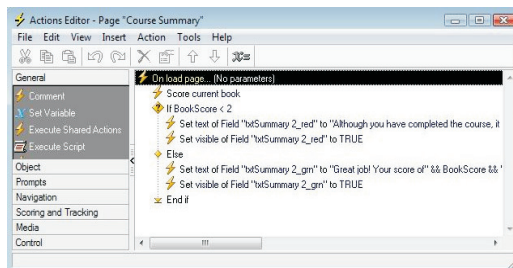 Actions Editor - Page "Course Summary"
File Edit View Insert Action Tools Help
General
Comment
Set Variable
Execute Shared Actions
Execute Script
Object
Prompts
Navigation
Scoring and Tracking
Media
Control
On load page... (No parameters)
Score current book
If BookScore < 2
Set text of Field "txtSummary 2_red" to "Although you have completed the course, it
Set visible of Field "txtSummary 2_red" to TRUE
Else
Set text of Field "txtSummary 2_grn" to "Great job! Your score of" && BookScore && "
Set visible of Field "txtSummary 2_grn" to TRUE
End if